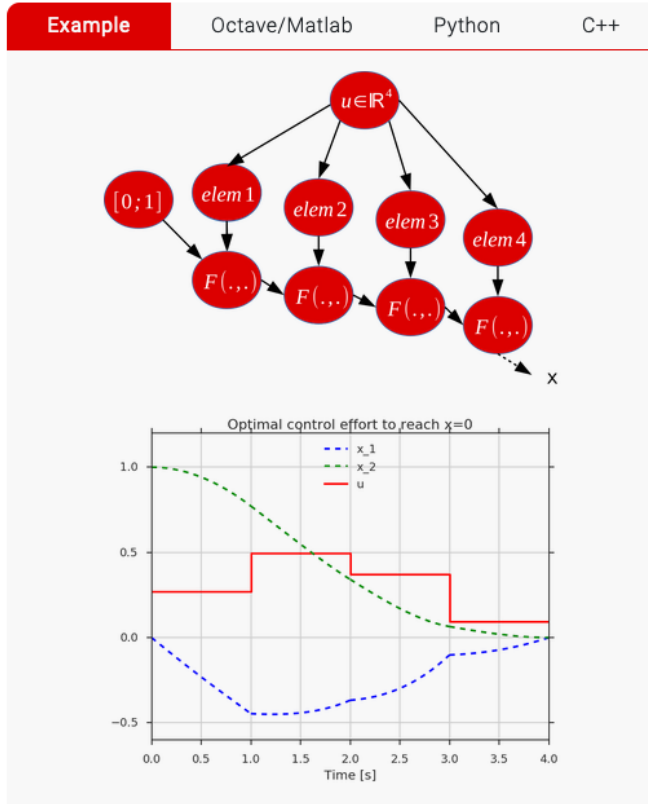 Example Octave/Matlab Python C++
u∈ℝ⁴
[0;1] elem 1 elem 2 elem 3 elem 4
F(.,.) F(.,.) F(.,.) F(.,.)
x
Optimal control effort to reach x=0
x_1
x_2
u
1.0
0.5
0.0
−0.5
0.0 0.5 1.0 1.5 2.0 2.5 3.0 3.5 4.0
Time [s]